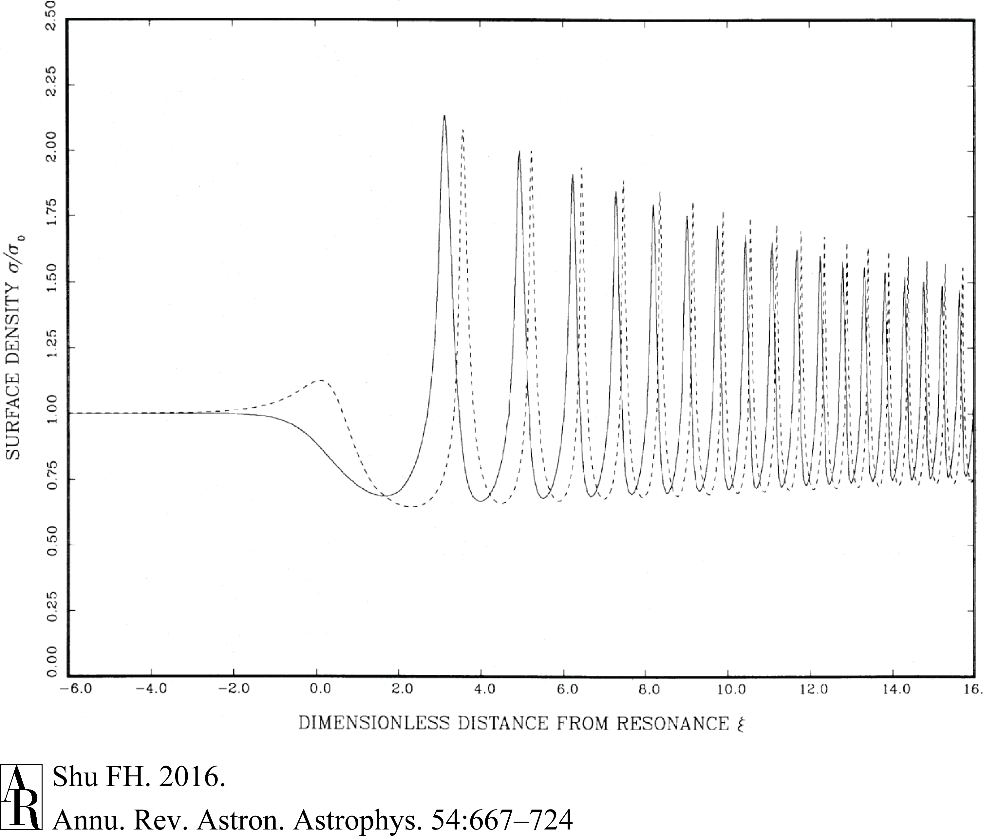 2.50
2.25
2.00
1.75
1.50
1.25
1.00
0.75
0.50
0.25
0.00
SURFACE DENSITY σ/σ₀
−6.0 −4.0 −2.0 0.0 2.0 4.0 6.0 8.0 10.0 12.0 14.0 16.
DIMENSIONLESS DISTANCE FROM RESONANCE ξ
AR
Shu FH. 2016.
Annu. Rev. Astron. Astrophys. 54:667–724